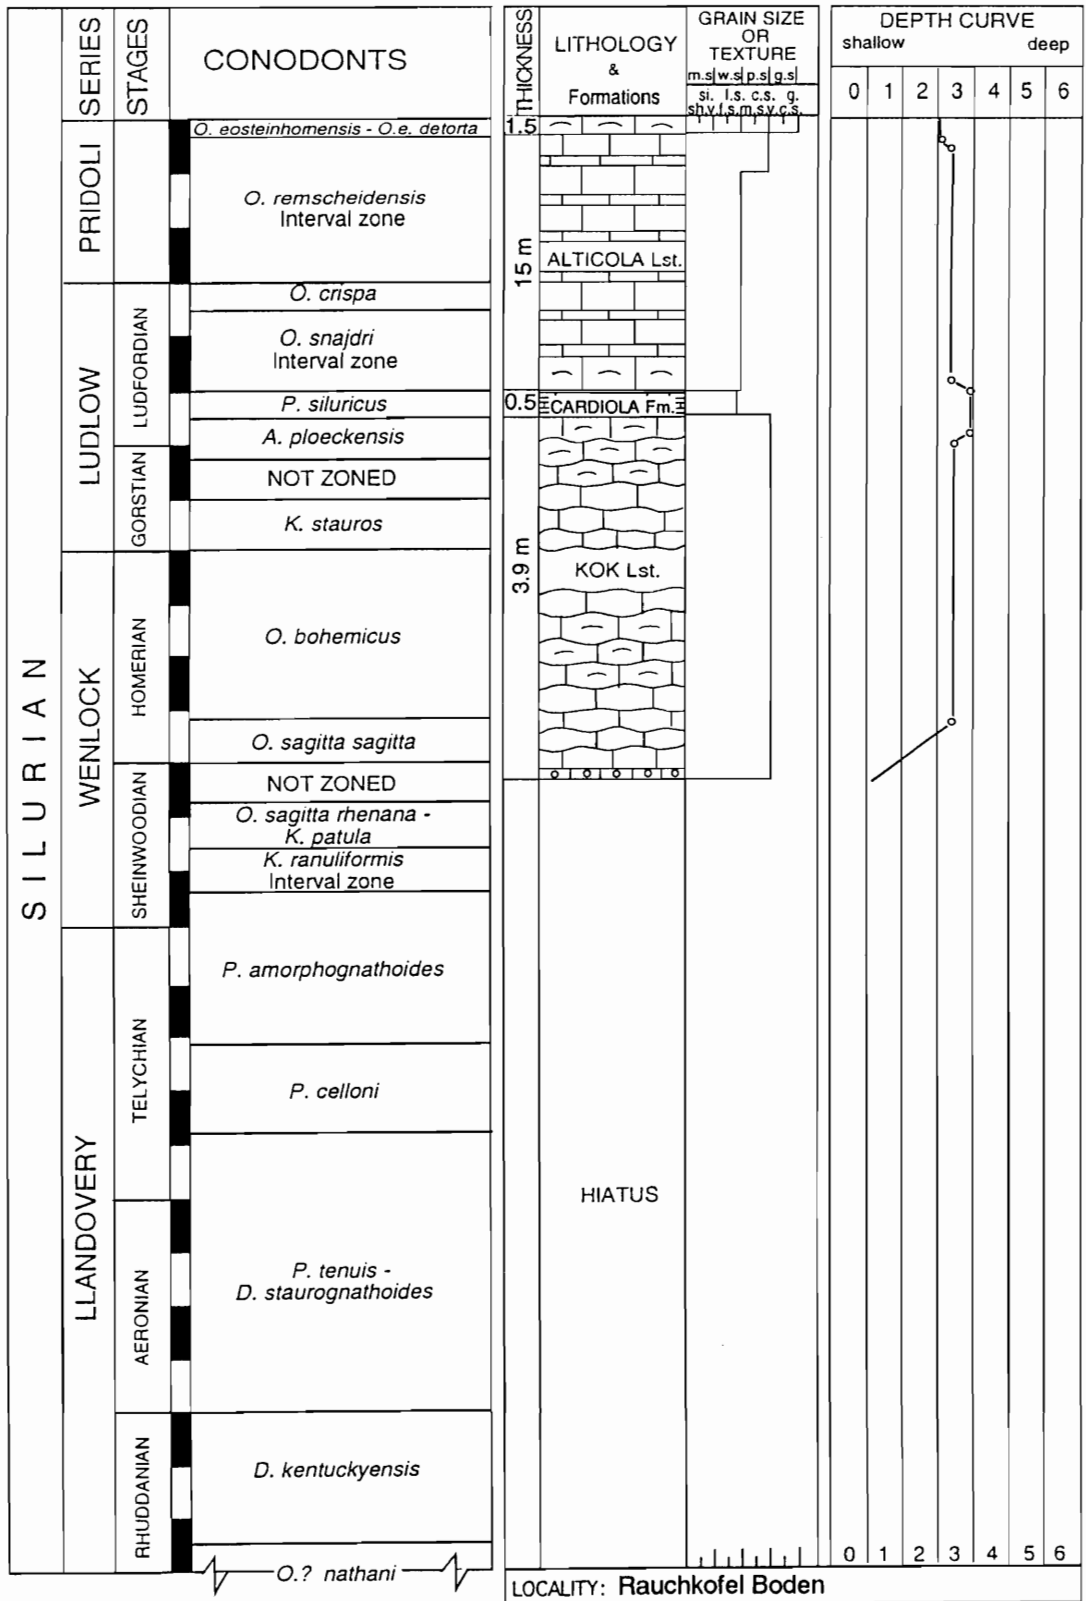 SERIES
STAGES
CONODONTS
THICKNESS
LITHOLOGY
&
Formations
GRAIN SIZE
OR
TEXTURE
m.s w.s p.s g.s
si. l.s. c.s. g.
sh.v.f.s.m.s.v.c.s.
DEPTH CURVE
shallow deep
0 1 2 3 4 5 6
SILURIAN
PRIDOLI
LUDLOW
WENLOCK
LLANDOVERY
LUDFORDIAN
GORSTIAN
HOMERIAN
SHEINWOODIAN
TELYCHIAN
AERONIAN
RHUDDANIAN
O. eosteinhornensis - O.e. detorta
O. remscheidensis
Interval zone
O. crispa
O. snajdri
Interval zone
P. siluricus
A. ploeckensis
NOT ZONED
K. stauros
O. bohemicus
O. sagitta sagitta
NOT ZONED
O. sagitta rhenana -
K. patula
K. ranuliformis
Interval zone
P. amorphognathoides
P. celloni
P. tenuis -
D. staurognathoides
D. kentuckyensis
O.? nathani
1.5
15 m
0.5
3.9 m
ALTICOLA Lst.
CARDIOLA Fm.
KOK Lst.
HIATUS
0 1 2 3 4 5 6
LOCALITY: Rauchkofel Boden